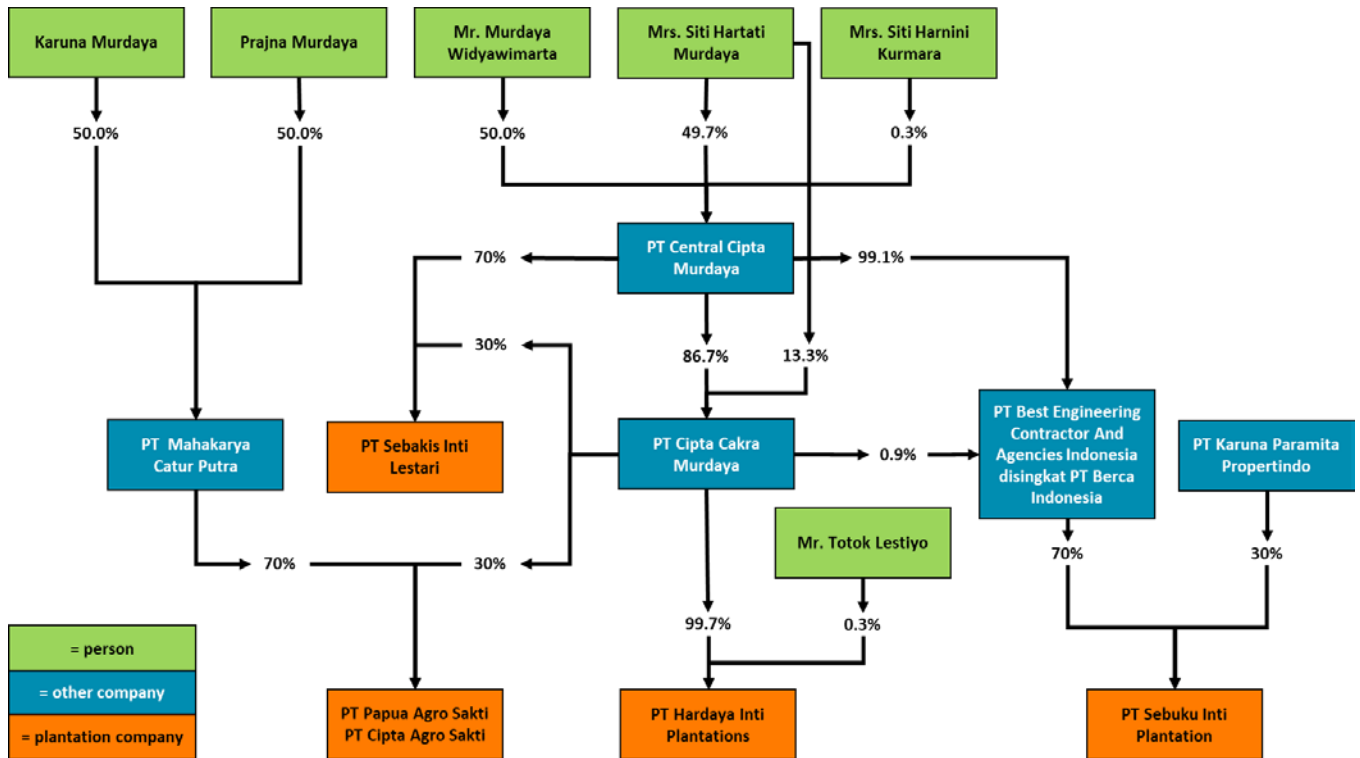 Karuna Murdaya
Prajna Murdaya
Mr. Murdaya
Widyawimarta
Mrs. Siti Hartati
Murdaya
Mrs. Siti Harnini
Kurmara
50.0%
50.0%
50.0%
49.7%
0.3%
PT Central Cipta
Murdaya
70%
99.1%
30%
86.7%
13.3%
PT Mahakarya
Catur Putra
PT Sebakis Inti
Lestari
PT Cipta Cakra
Murdaya
0.9%
PT Best Engineering
Contractor And
Agencies Indonesia
disingkat PT Berca
Indonesia
PT Karuna Paramita
Propertindo
70%
30%
Mr. Totok Lestiyo
70%
30%
99.7%
0.3%
= person
= other company
= plantation company
PT Papua Agro Sakti
PT Cipta Agro Sakti
PT Hardaya Inti
Plantations
PT Sebuku Inti
Plantation